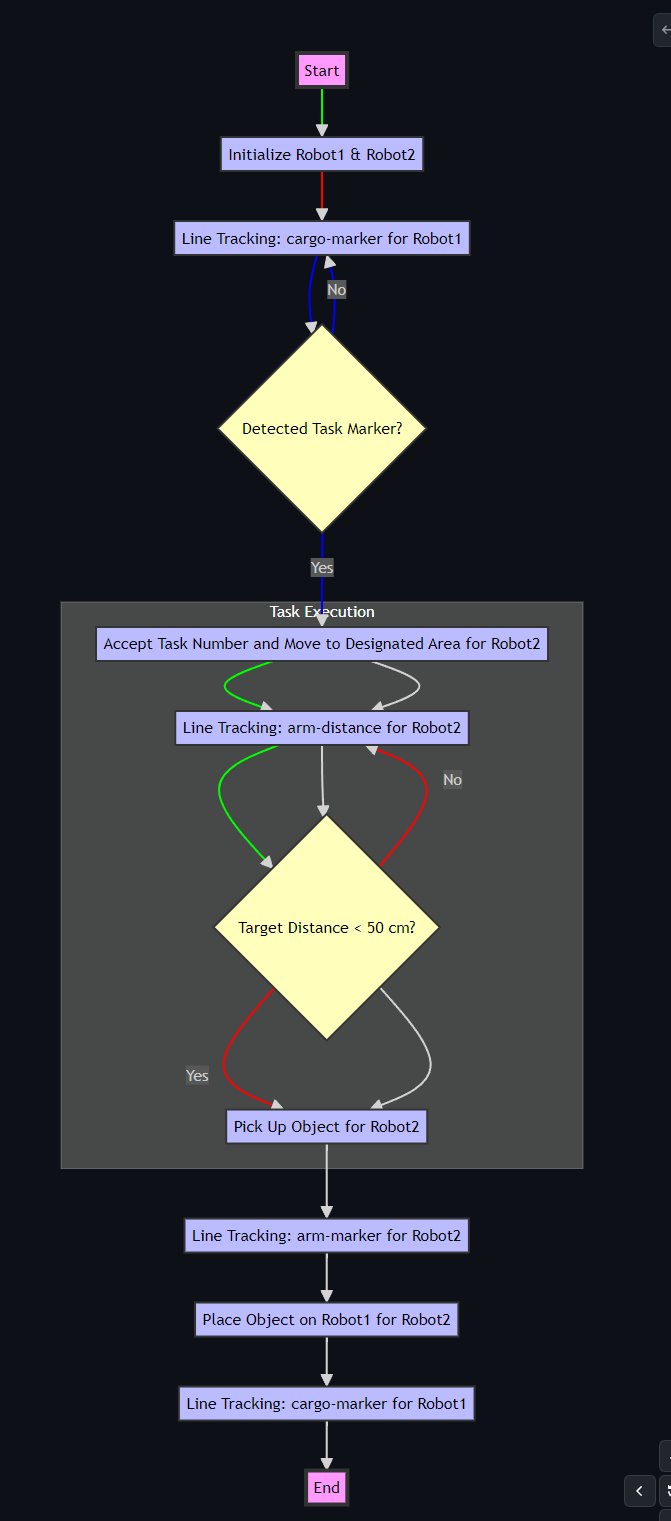 Start
Initialize Robot1 & Robot2
Line Tracking: cargo-marker for Robot1
No
Detected Task Marker?
Yes
Task Execution
Accept Task Number and Move to Designated Area for Robot2
Line Tracking: arm-distance for Robot2
No
Target Distance < 50 cm?
Yes
Pick Up Object for Robot2
Line Tracking: arm-marker for Robot2
Place Object on Robot1 for Robot2
Line Tracking: cargo-marker for Robot1
End